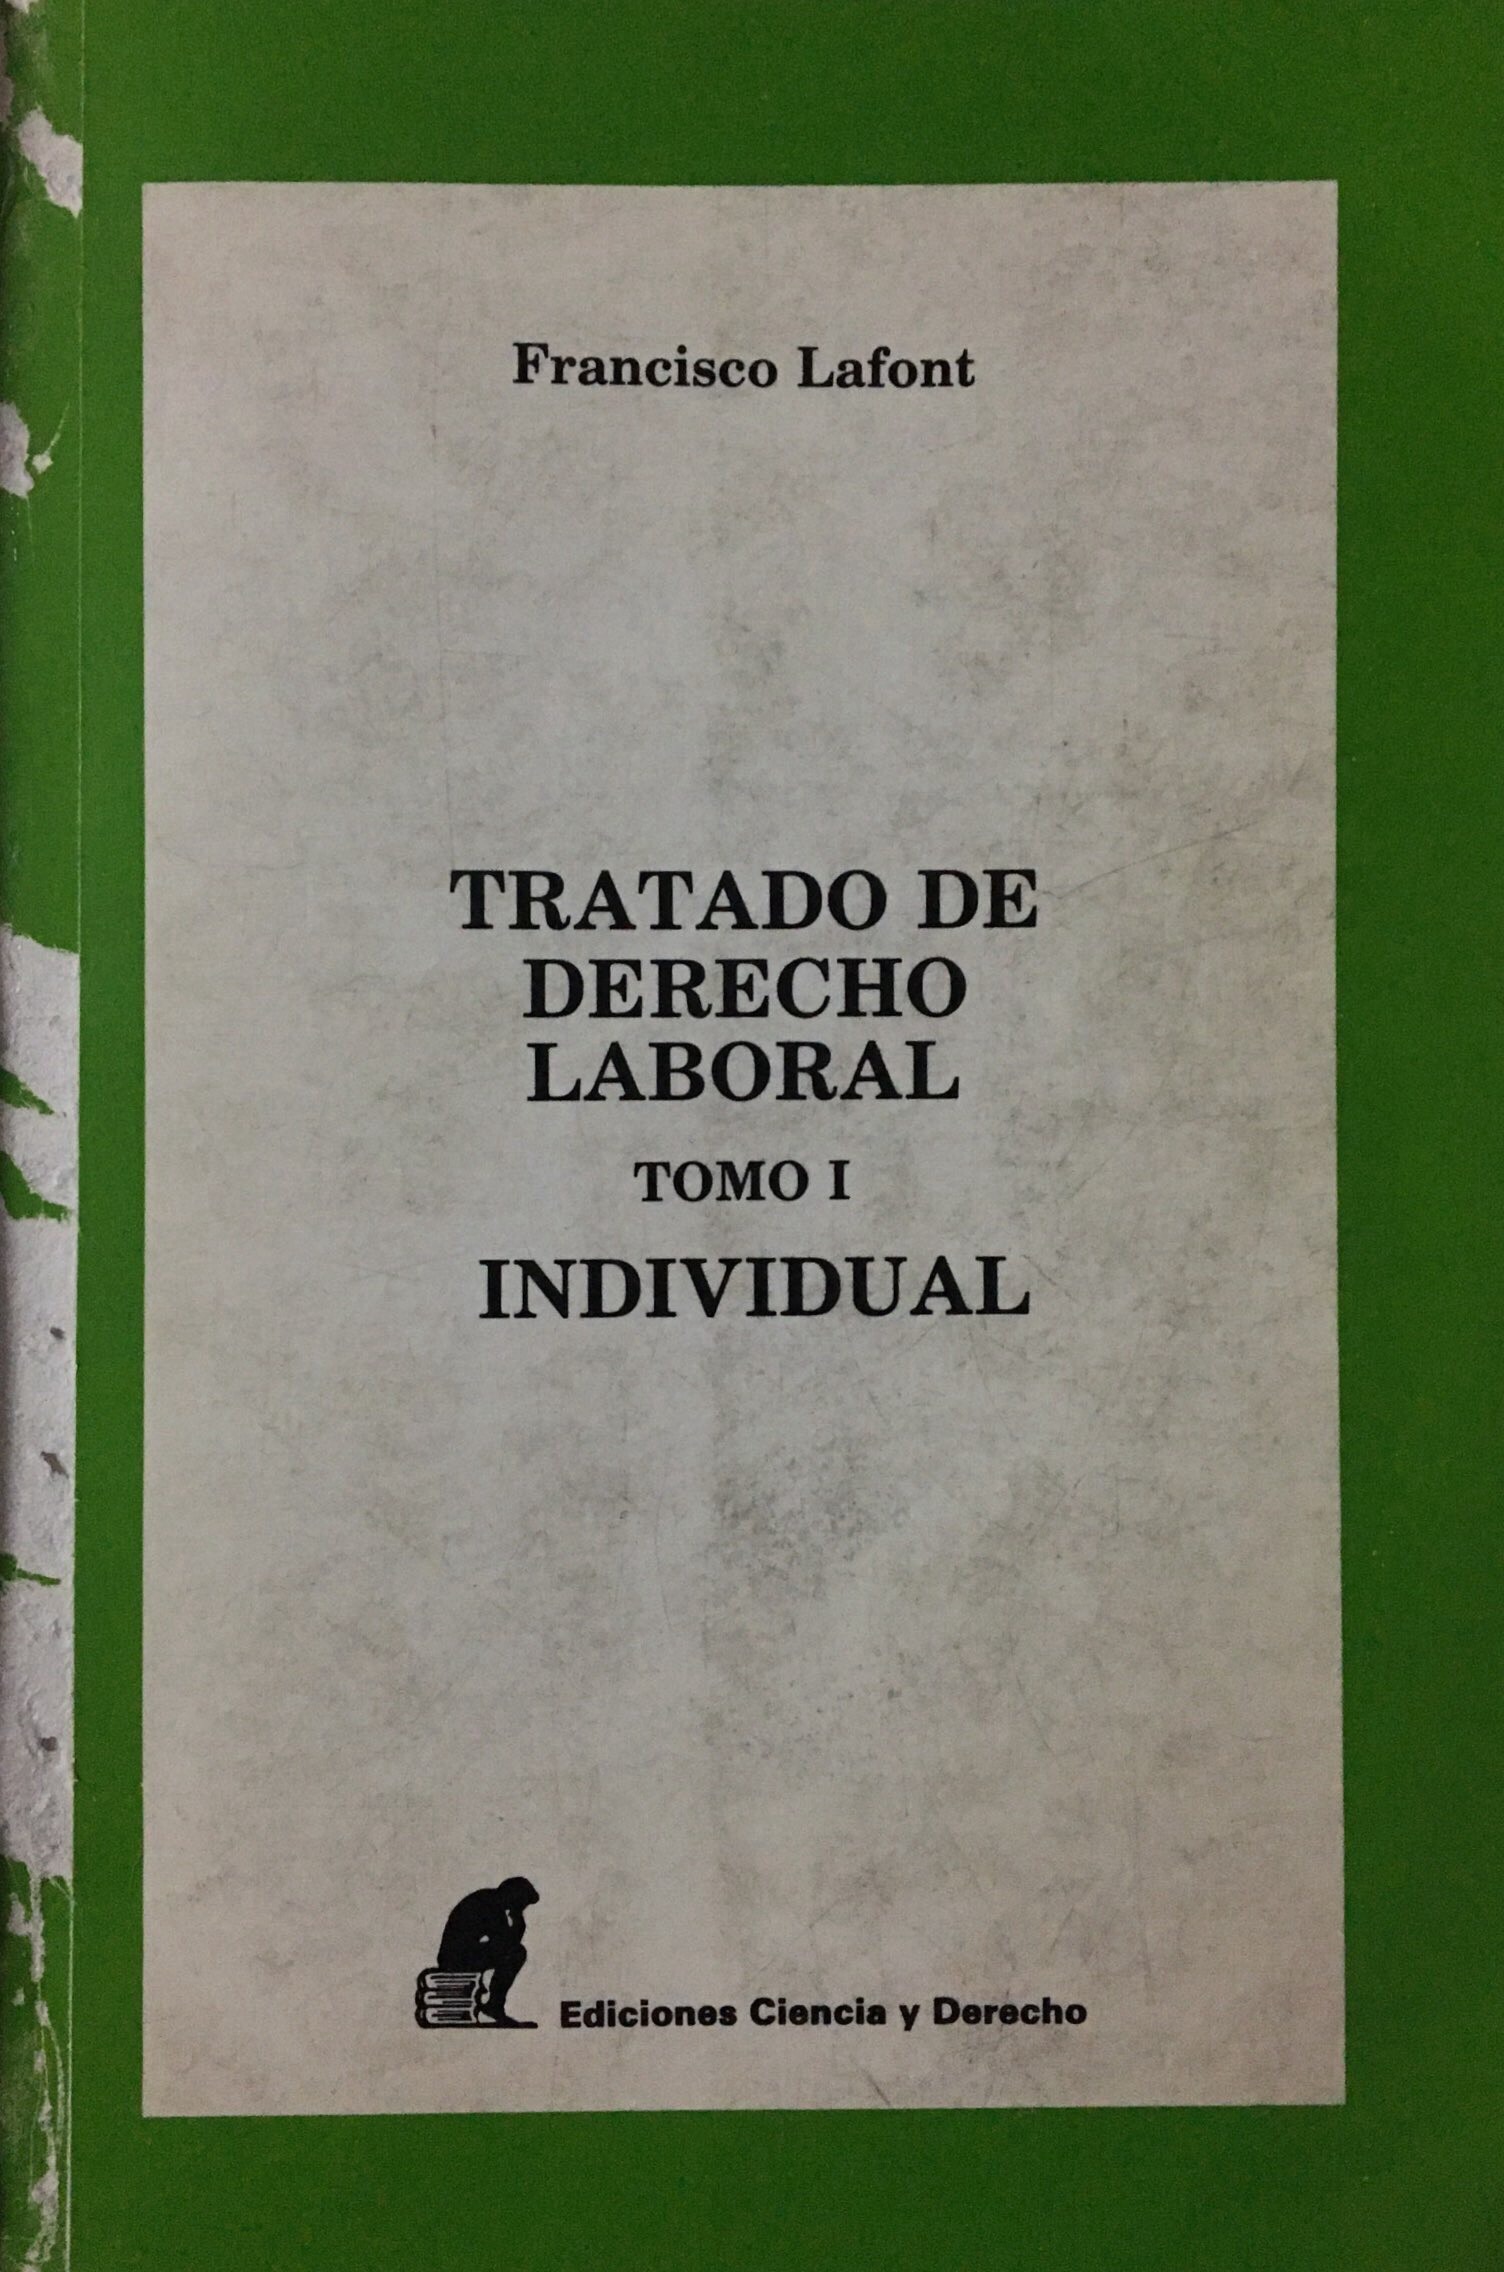 Francisco Lafont
TRATADO DE
DERECHO
LABORAL
TOMO I
INDIVIDUAL
Ediciones Ciencia y Derecho